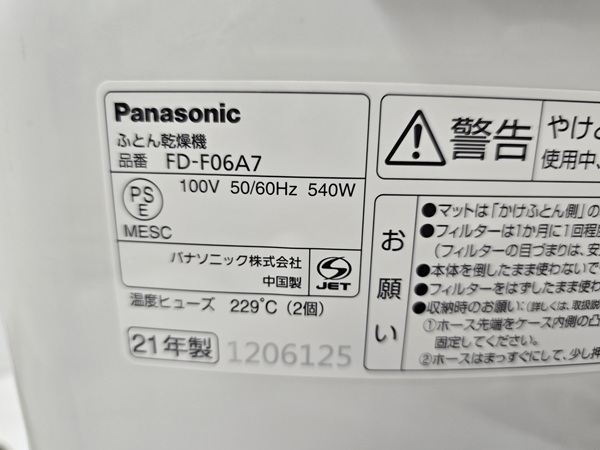 Panasonic
ふとん乾燥機
品番 FD-F06A7
100V 50/60Hz 540W
PS
E
MESC
パナソニック株式会社
中国製
S
JET
温度ヒューズ 229℃ (2個)
21年製 1206125
警告
やけ
使用中、
お願い
●マットは「かけふとん側」の
●フィルターは1か月に1回程
(フィルターの目づまりは、安
●本体を倒したまま使わないで
●フィルターをはずしたまま使わ
●収納時のお願い:(詳しくは、取扱説
①ホース先端をケース内側の凸
固定してください。
②ホースはまっすぐにして、少し押